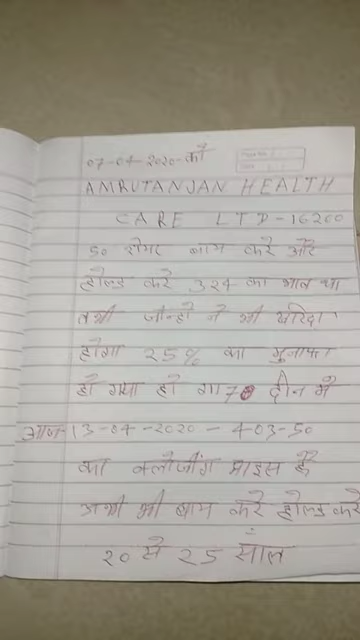 07-04-2020-को
AMRUTANJAN HEALTH
CARE LTD-16200
50 शेयर बाय करे और
होल्ड करे 324 का भाव था
तभी जीन्हो ने भी खरिदा
होगा 25% का मुनाफा
हो गया हो गा 7 दीन मे
आज-13-04-2020-403-50
का क्लोजींग प्राइस है
अभी भी बाय करे होल्ड करे
20 से 25 साल